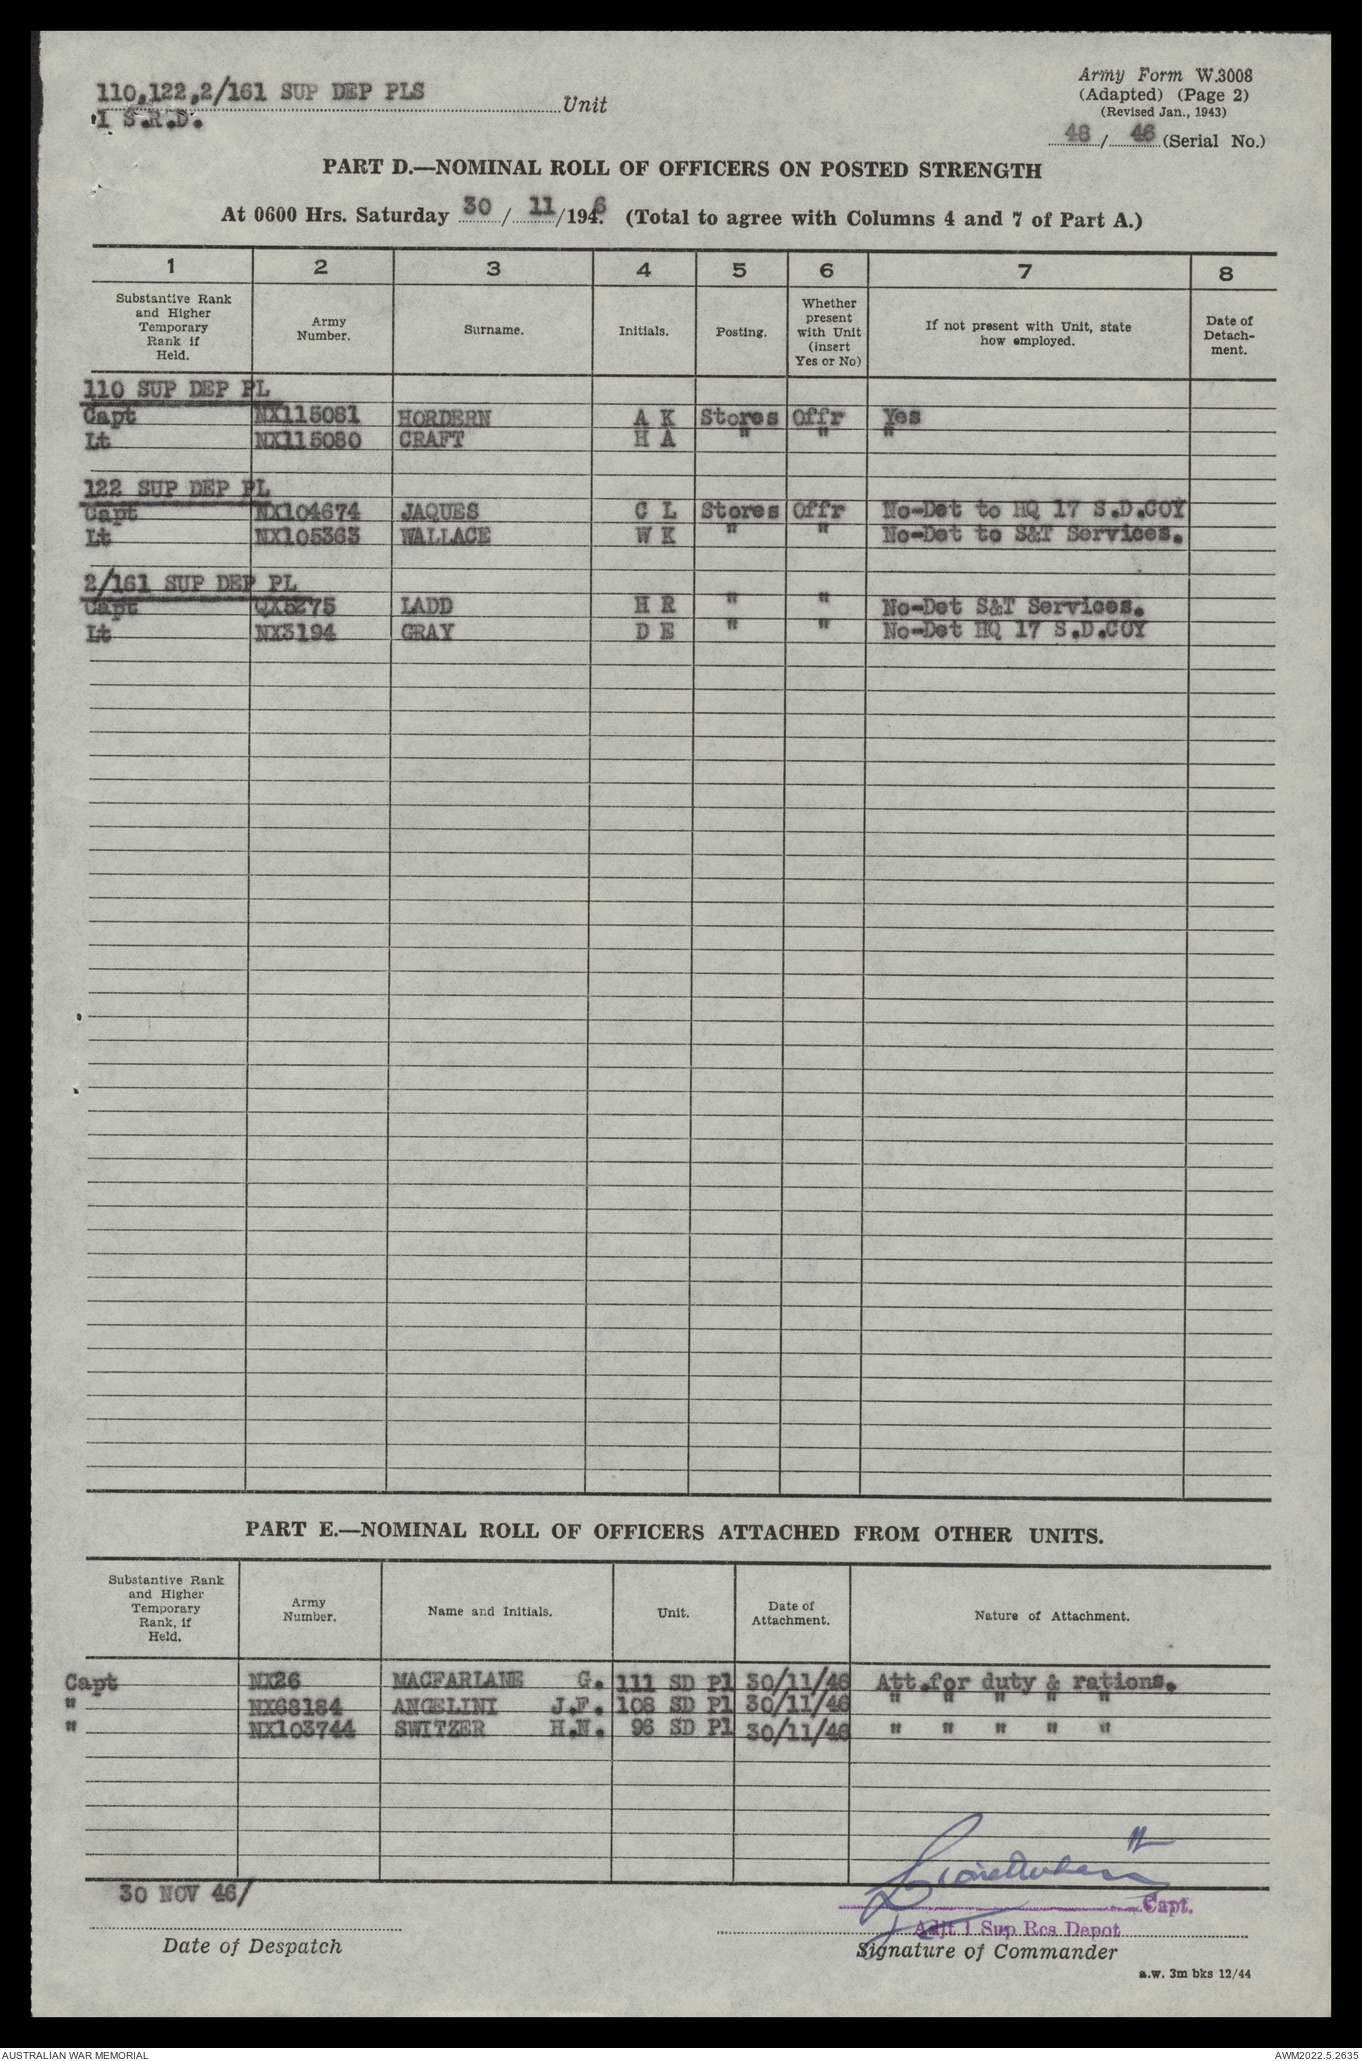 110,122,2/161 SUP DEP PLS Unit
1 S.R.D.
Army Form W.3008
(Adapted) (Page 2)
(Revised Jan., 1943)
48 / 46 (Serial No.)
PART D.—NOMINAL ROLL OF OFFICERS ON POSTED STRENGTH
At 0600 Hrs. Saturday 30 / 11 /1946. (Total to agree with Columns 4 and 7 of Part A.)
1 2 3 4 5 6 7 8
Substantive Rank and Higher Temporary Rank if Held. Army Number. Surname. Initials. Posting. Whether present with Unit (insert Yes or No) If not present with Unit, state how employed. Date of Detach-ment.
110 SUP DEP PL
Capt NX115081 HORDERN A K Stores Offr Yes
Lt NX115080 CRAFT H A " " "
122 SUP DEP PL
Capt NX104674 JAQUES C L Stores Offr No-Det to HQ 17 S.D.COY
Lt NX105363 WALLACE W K " " No-Det to S&T Services.
2/161 SUP DEP PL
Capt QX5275 LADD H R " " No-Det S&T Services.
Lt NX3194 GRAY D E " " No-Det HQ 17 S.D.COY
PART E.—NOMINAL ROLL OF OFFICERS ATTACHED FROM OTHER UNITS.
Substantive Rank and Higher Temporary Rank, if Held. Army Number. Name and Initials. Unit. Date of Attachment. Nature of Attachment.
Capt NX26 MACFARLANE G. 111 SD Pl 30/11/46 Att.for duty & rations.
" NX68184 ANGELINI J.F. 108 SD Pl 30/11/46 " " " " "
" NX103744 SWITZER H.N. 96 SD Pl 30/11/46 " " " " "
30 NOV 46/
Capt.
Adjt 1 Sup Rcs Depot
Date of Despatch
Signature of Commander
a.w. 3m bks 12/44
AUSTRALIAN WAR MEMORIAL
AWM2022.5.2635